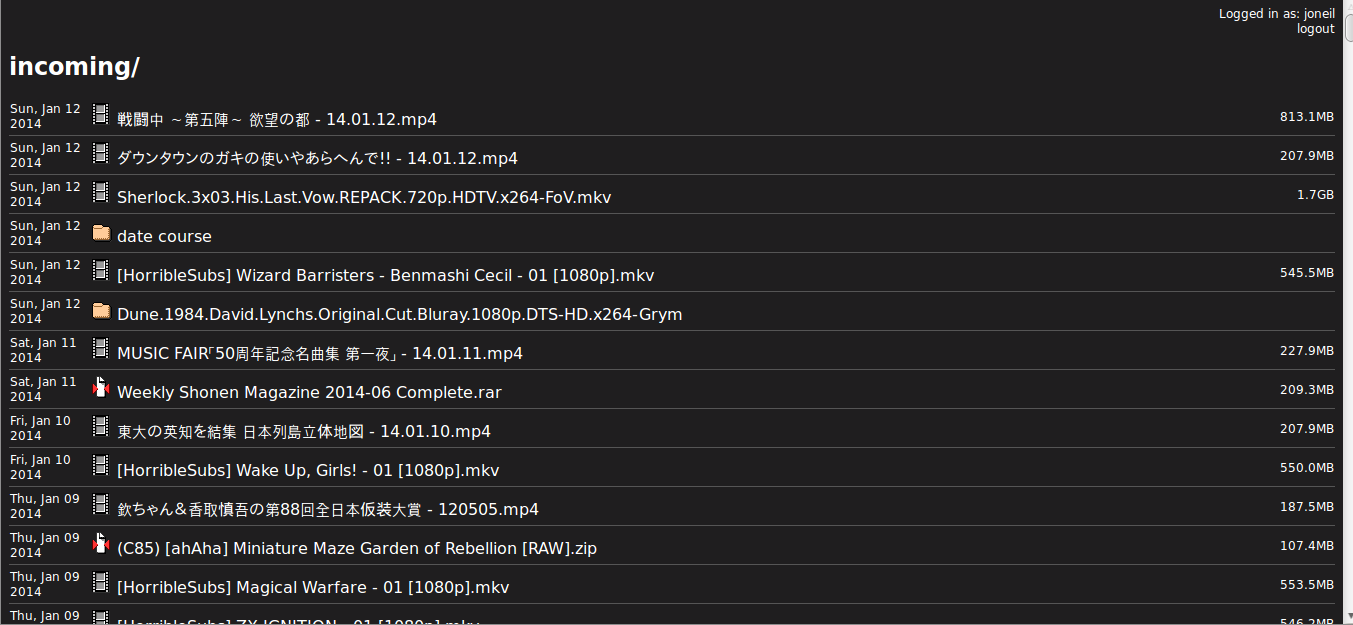 Logged in as: joneil
logout
incoming/
Sun, Jan 12 2014 戦闘中 ～第五陣～ 欲望の都 - 14.01.12.mp4 813.1MB
Sun, Jan 12 2014 ダウンタウンのガキの使いやあらへんで!! - 14.01.12.mp4 207.9MB
Sun, Jan 12 2014 Sherlock.3x03.His.Last.Vow.REPACK.720p.HDTV.x264-FoV.mkv 1.7GB
Sun, Jan 12 2014 date course
Sun, Jan 12 2014 [HorribleSubs] Wizard Barristers - Benmashi Cecil - 01 [1080p].mkv 545.5MB
Sun, Jan 12 2014 Dune.1984.David.Lynchs.Original.Cut.Bluray.1080p.DTS-HD.x264-Grym
Sat, Jan 11 2014 MUSIC FAIR｢50周年記念名曲集 第一夜」 - 14.01.11.mp4 227.9MB
Sat, Jan 11 2014 Weekly Shonen Magazine 2014-06 Complete.rar 209.3MB
Fri, Jan 10 2014 東大の英知を結集 日本列島立体地図 - 14.01.10.mp4 207.9MB
Fri, Jan 10 2014 [HorribleSubs] Wake Up, Girls! - 01 [1080p].mkv 550.0MB
Thu, Jan 09 2014 欽ちゃん＆香取慎吾の第88回全日本仮装大賞 - 120505.mp4 187.5MB
Thu, Jan 09 2014 (C85) [ahAha] Miniature Maze Garden of Rebellion [RAW].zip 107.4MB
Thu, Jan 09 2014 [HorribleSubs] Magical Warfare - 01 [1080p].mkv 553.5MB
Thu, Jan 09 [HorribleSubs] ZX IGNITION - 01 [1080p].mkv 546.2MB